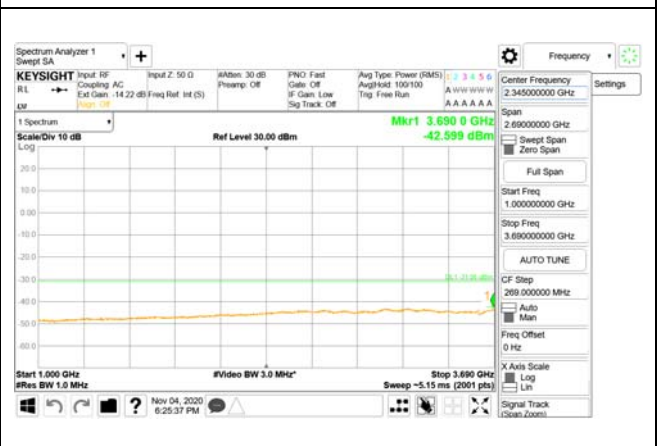 Spectrum Analyzer 1
Swept SA
+
Frequency
KEYSIGHT
RL
Input: RF
Coupling: AC
Ext Gain: -14.22 dB
Align: Off
Input Z: 50 Ω
Freq Ref: Int (S)
#Atten: 30 dB
Preamp: Off
PNO: Fast
Gate: Off
IF Gain: Low
Sig Track: Off
Avg Type: Power (RMS)
Avg|Hold: 100/100
Trig: Free Run
1 2 3 4 5 6
A W W W W W
A A A A A A
Center Frequency
2.345000000 GHz
Settings
Span
2.69000000 GHz
Swept Span
Zero Span
Full Span
Start Freq
1.000000000 GHz
Stop Freq
3.690000000 GHz
AUTO TUNE
CF Step
269.000000 MHz
Auto
Man
Freq Offset
0 Hz
X Axis Scale
Log
Lin
Signal Track
(Span Zoom)
1 Spectrum
Scale/Div 10 dB
Ref Level 30.00 dBm
Mkr1 3.690 0 GHz
-42.599 dBm
Log
20.0
10.0
0.00
-10.0
-20.0
-30.0
-40.0
-50.0
-60.0
1
Start 1.000 GHz
#Video BW 3.0 MHz*
Stop 3.690 GHz
#Res BW 1.0 MHz
Sweep ~5.15 ms (2001 pts)
?
Nov 04, 2020
6:25:37 PM